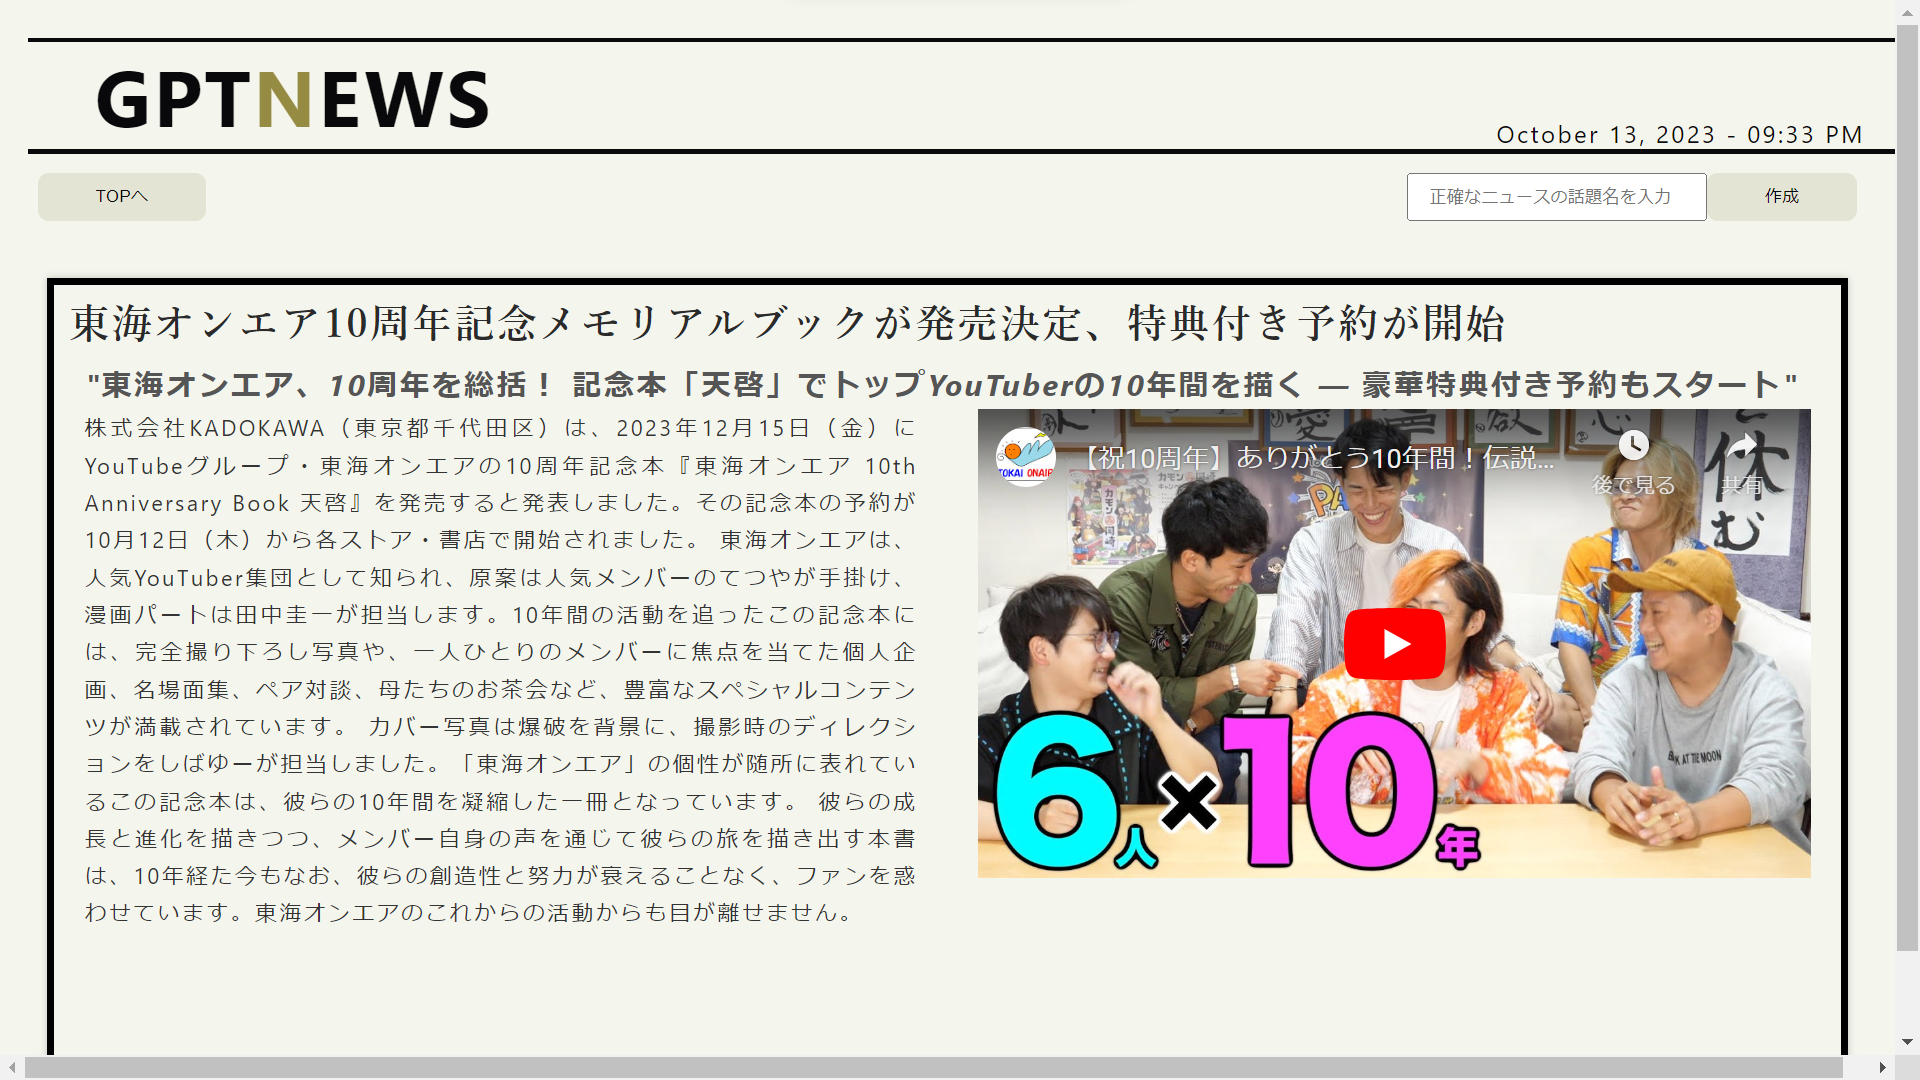 GPTNEWS
October 13, 2023 - 09:33 PM
TOPへ
正確なニュースの話題名を入力
作成
東海オンエア10周年記念メモリアルブックが発売決定、特典付き予約が開始
"東海オンエア、10周年を総括！ 記念本「天啓」でトップYouTuberの10年間を描く — 豪華特典付き予約もスタート"
株式会社KADOKAWA（東京都千代田区）は、2023年12月15日（金）に
YouTubeグループ・東海オンエアの10周年記念本『東海オンエア 10th
Anniversary Book 天啓』を発売すると発表しました。その記念本の予約が
10月12日（木）から各ストア・書店で開始されました。 東海オンエアは、
人気YouTuber集団として知られ、原案は人気メンバーのてつやが手掛け、
漫画パートは田中圭一が担当します。10年間の活動を追ったこの記念本に
は、完全撮り下ろし写真や、一人ひとりのメンバーに焦点を当てた個人企
画、名場面集、ペア対談、母たちのお茶会など、豊富なスペシャルコンテン
ツが満載されています。 カバー写真は爆破を背景に、撮影時のディレクシ
ョンをしばゆーが担当しました。「東海オンエア」の個性が随所に表れてい
るこの記念本は、彼らの10年間を凝縮した一冊となっています。 彼らの成
長と進化を描きつつ、メンバー自身の声を通じて彼らの旅を描き出す本書
は、10年経た今もなお、彼らの創造性と努力が衰えることなく、ファンを惑
わせています。東海オンエアのこれからの活動からも目が離せません。
TOKAI ONAIR
【祝10周年】ありがとう10年間！伝説...
後で見る
共有
休む
6人×10年